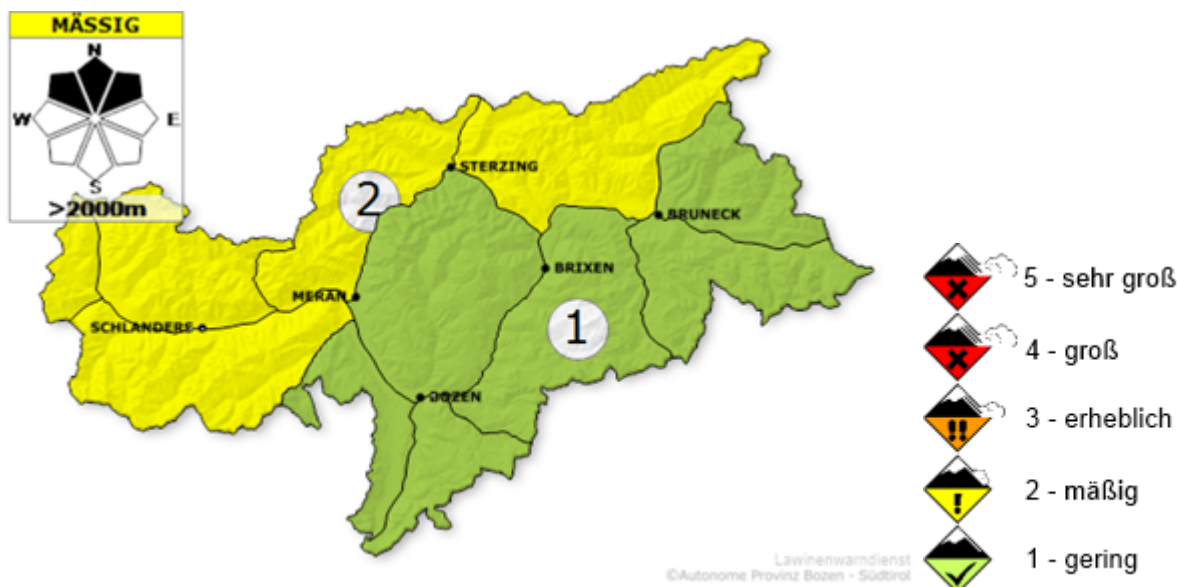 MÄSSIG
N
W
E
S
>2000m
STERZING
2
BRUNECK
BRIXEN
MERAN
1
SCHLANDERS
BOZEN
5 - sehr groß
4 - groß
3 - erheblich
2 - mäßig
1 - gering
Lawinenwarndienst
©Autonome Provinz Bozen - Südtirol